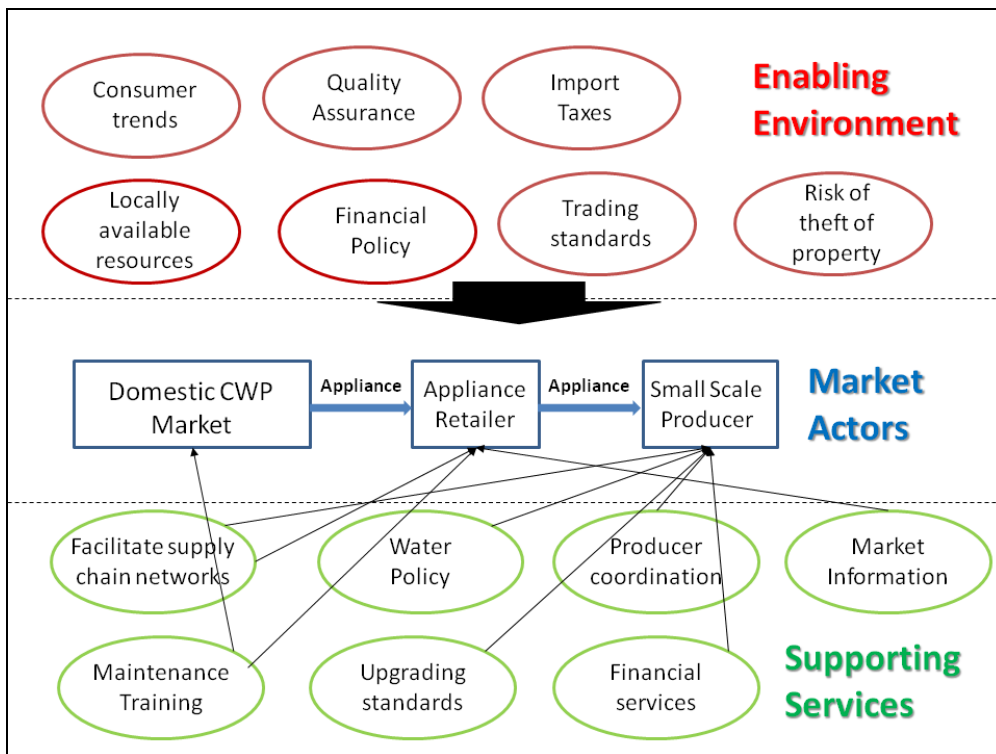 Consumer
trends
Quality
Assurance
Import
Taxes
Enabling
Environment
Locally
available
resources
Financial
Policy
Trading
standards
Risk of
theft of
property
Domestic CWP
Market
Appliance
Appliance
Retailer
Appliance
Small Scale
Producer
Market
Actors
Facilitate supply
chain networks
Water
Policy
Producer
coordination
Market
Information
Maintenance
Training
Upgrading
standards
Financial
services
Supporting
Services